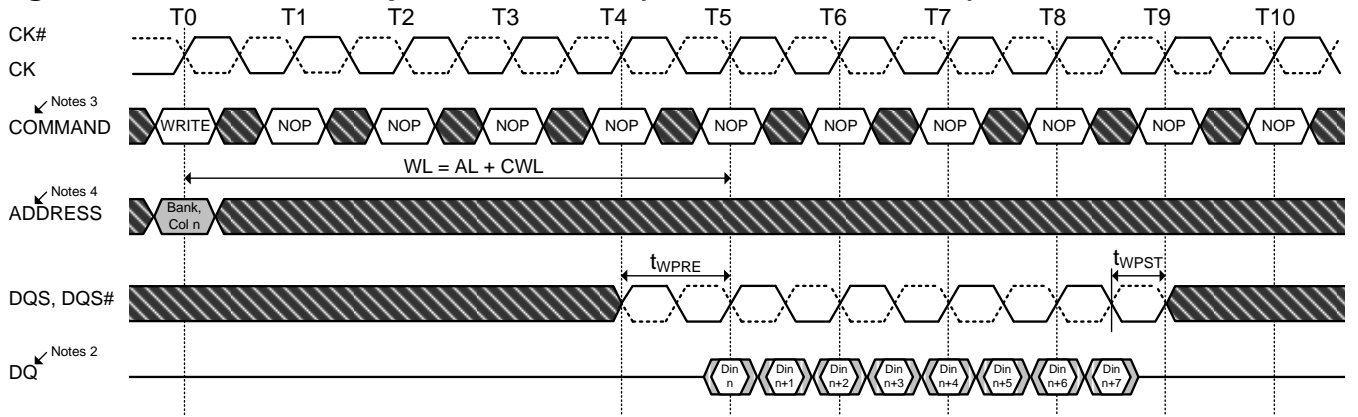 T0 T1 T2 T3 T4 T5 T6 T7 T8 T9 T10
CK#
CK
Notes 3
COMMAND WRITE NOP NOP NOP NOP NOP NOP NOP NOP NOP NOP
WL = AL + CWL
Notes 4
ADDRESS
Bank,
Col n
tWPRE tWPST
DQS, DQS#
Notes 2
DQ
Din Din Din Din Din Din Din Din
n n+1 n+2 n+3 n+4 n+5 n+6 n+7